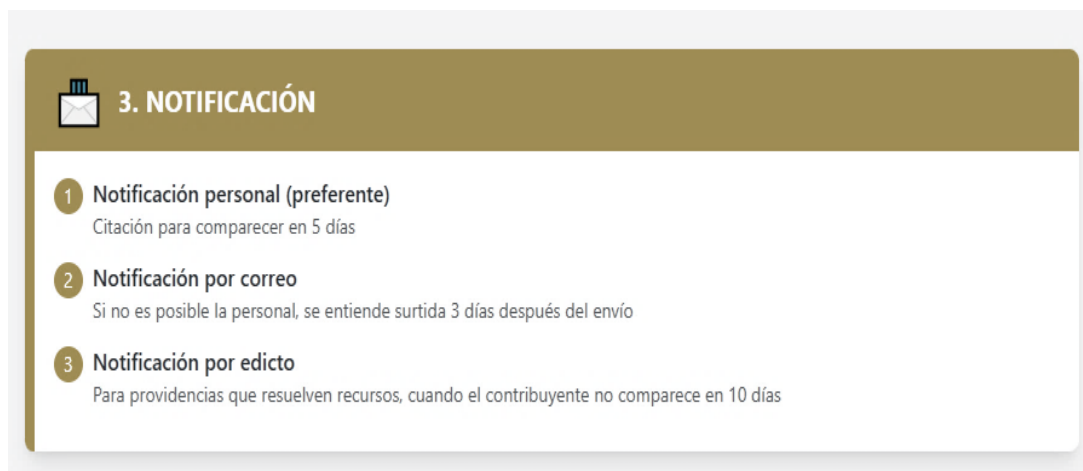 3. NOTIFICACIÓN
1 Notificación personal (preferente)
Citación para comparecer en 5 días
2 Notificación por correo
Si no es posible la personal, se entiende surtida 3 días después del envío
3 Notificación por edicto
Para providencias que resuelven recursos, cuando el contribuyente no comparece en 10 días